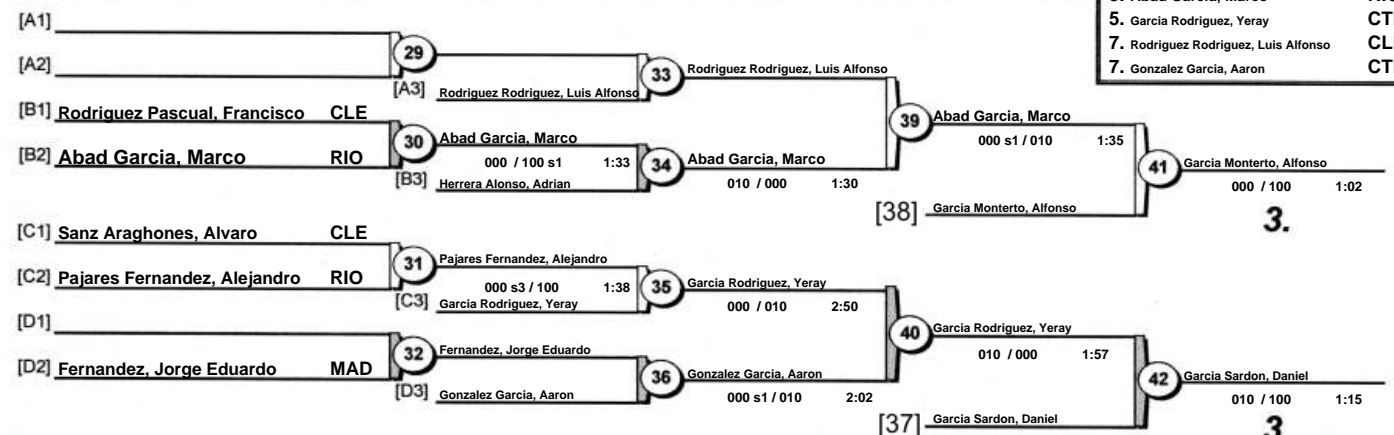 5. Garcia Rodriguez, Yeray CT
7. Rodriguez Rodriguez, Luis Alfonso CL
7. Gonzalez Garcia, Aaron CT
[A1]
29
[A2]
[A3] Rodriguez Rodriguez, Luis Alfonso
33 Rodriguez Rodriguez, Luis Alfonso
[B1] Rodriguez Pascual, Francisco CLE
30 Abad Garcia, Marco
000 / 100 s1 1:33
[B2] Abad Garcia, Marco RIO
[B3] Herrera Alonso, Adrian
34 Abad Garcia, Marco
010 / 000 1:30
39 Abad Garcia, Marco
000 s1 / 010 1:35
[38] Garcia Monterto, Alfonso
41 Garcia Monterto, Alfonso
000 / 100 1:02
3.
[C1] Sanz Araghones, Alvaro CLE
31 Pajares Fernandez, Alejandro
000 s3 / 100 1:38
[C2] Pajares Fernandez, Alejandro RIO
[C3] Garcia Rodriguez, Yeray
35 Garcia Rodriguez, Yeray
000 / 010 2:50
[D1]
32 Fernandez, Jorge Eduardo
[D2] Fernandez, Jorge Eduardo MAD
[D3] Gonzalez Garcia, Aaron
36 Gonzalez Garcia, Aaron
000 s1 / 010 2:02
40 Garcia Rodriguez, Yeray
010 / 000 1:57
[37] Garcia Sardon, Daniel
42 Garcia Sardon, Daniel
010 / 100 1:15
3